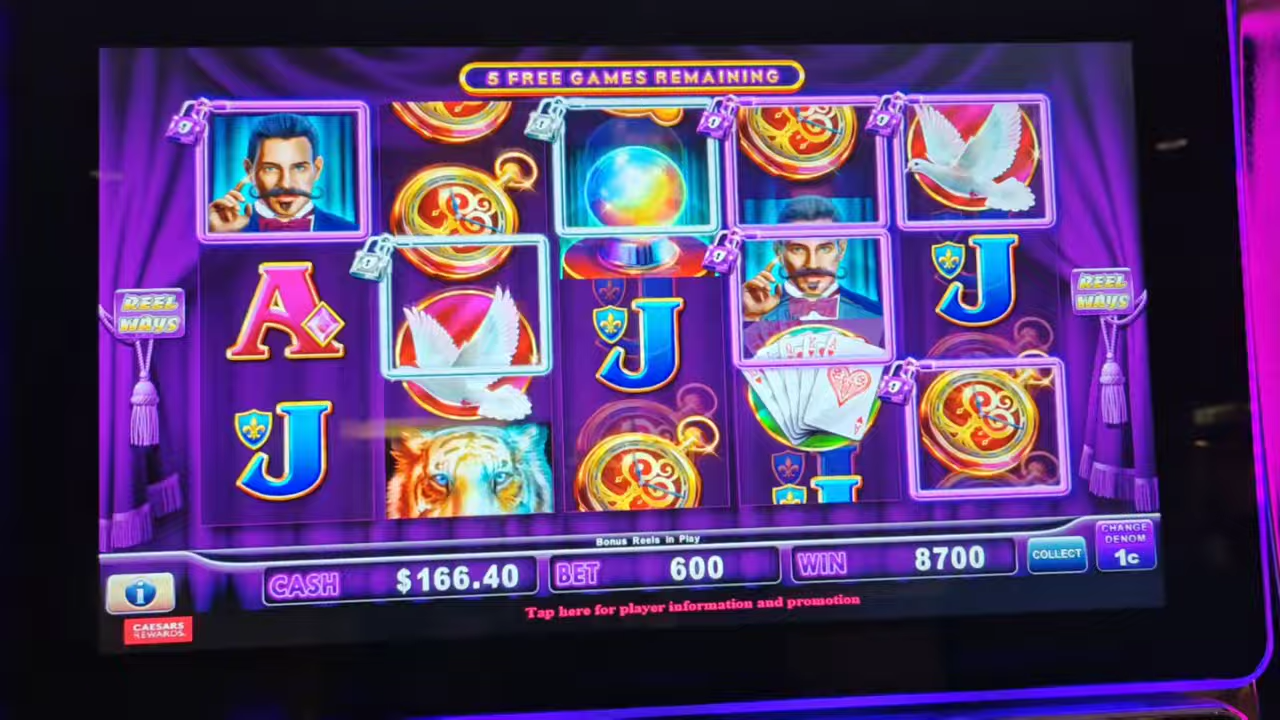 5 FREE GAMES REMAINING
REEL
WAYS
REEL
WAYS
A
J
J
J
Bonus Reels in Play
CASH $166.40 BET 600 WIN 8700
COLLECT
CHANGE
DENOM
1c
i
Tap here for player information and promotion
CAESARS
REWARDS